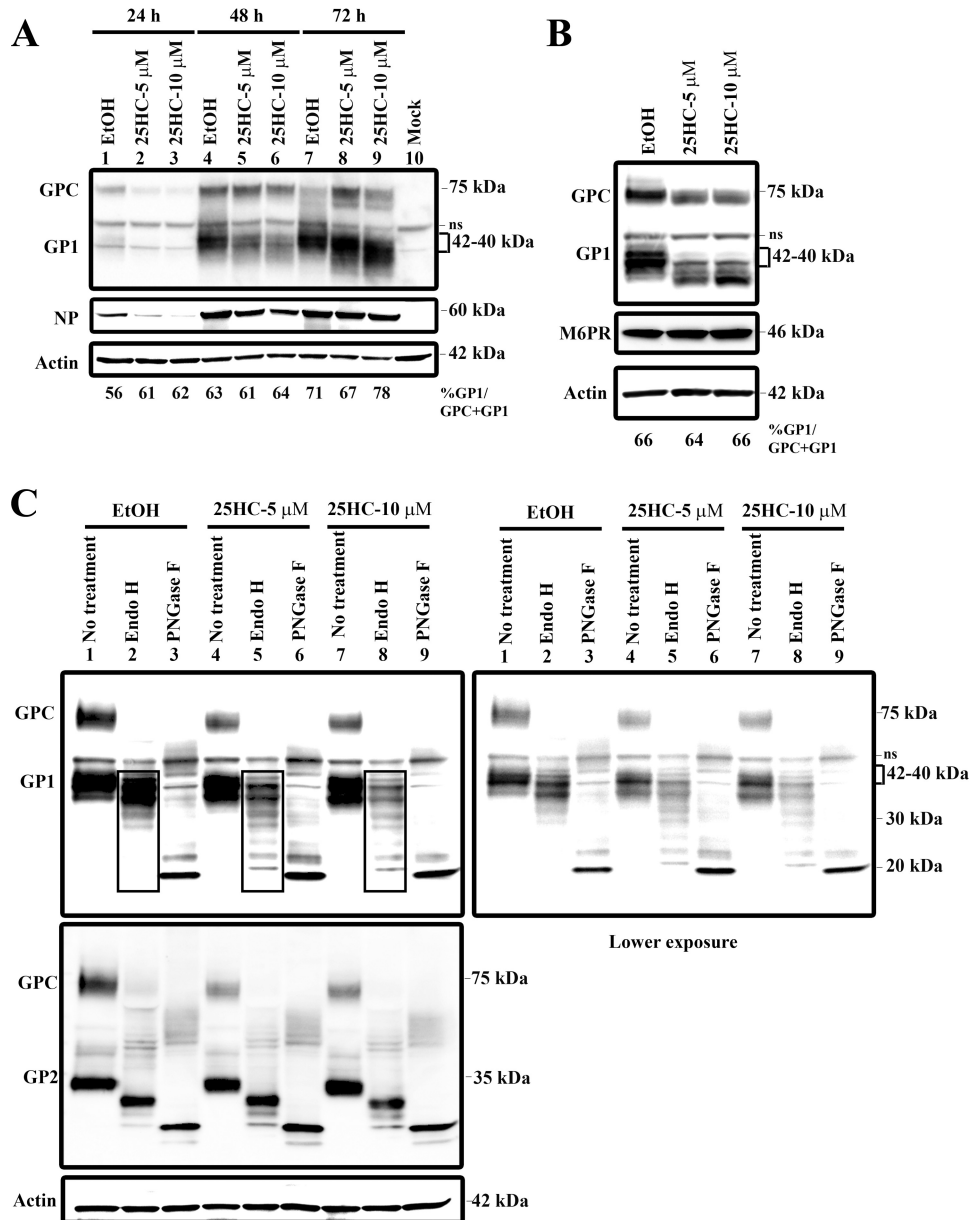 A
24 h 48 h 72 h
EtOH
25HC-5 μM
25HC-10 μM
EtOH
25HC-5 μM
25HC-10 μM
EtOH
25HC-5 μM
25HC-10 μM
Mock
1 2 3 4 5 6 7 8 9 10
GPC
75 kDa
ns
GP1
42-40 kDa
NP
60 kDa
Actin
42 kDa
56 61 62 63 61 64 71 67 78
%GP1/
GPC+GP1
B
EtOH
25HC-5 μM
25HC-10 μM
GPC
75 kDa
ns
GP1
42-40 kDa
M6PR
46 kDa
Actin
42 kDa
66 64 66
%GP1/
GPC+GP1
C
EtOH 25HC-5 μM 25HC-10 μM
No treatment
Endo H
PNGase F
No treatment
Endo H
PNGase F
No treatment
Endo H
PNGase F
1 2 3 4 5 6 7 8 9
GPC
GP1
EtOH 25HC-5 μM 25HC-10 μM
No treatment
Endo H
PNGase F
No treatment
Endo H
PNGase F
No treatment
Endo H
PNGase F
1 2 3 4 5 6 7 8 9
75 kDa
ns
42-40 kDa
30 kDa
20 kDa
Lower exposure
GPC
75 kDa
GP2
35 kDa
Actin
42 kDa